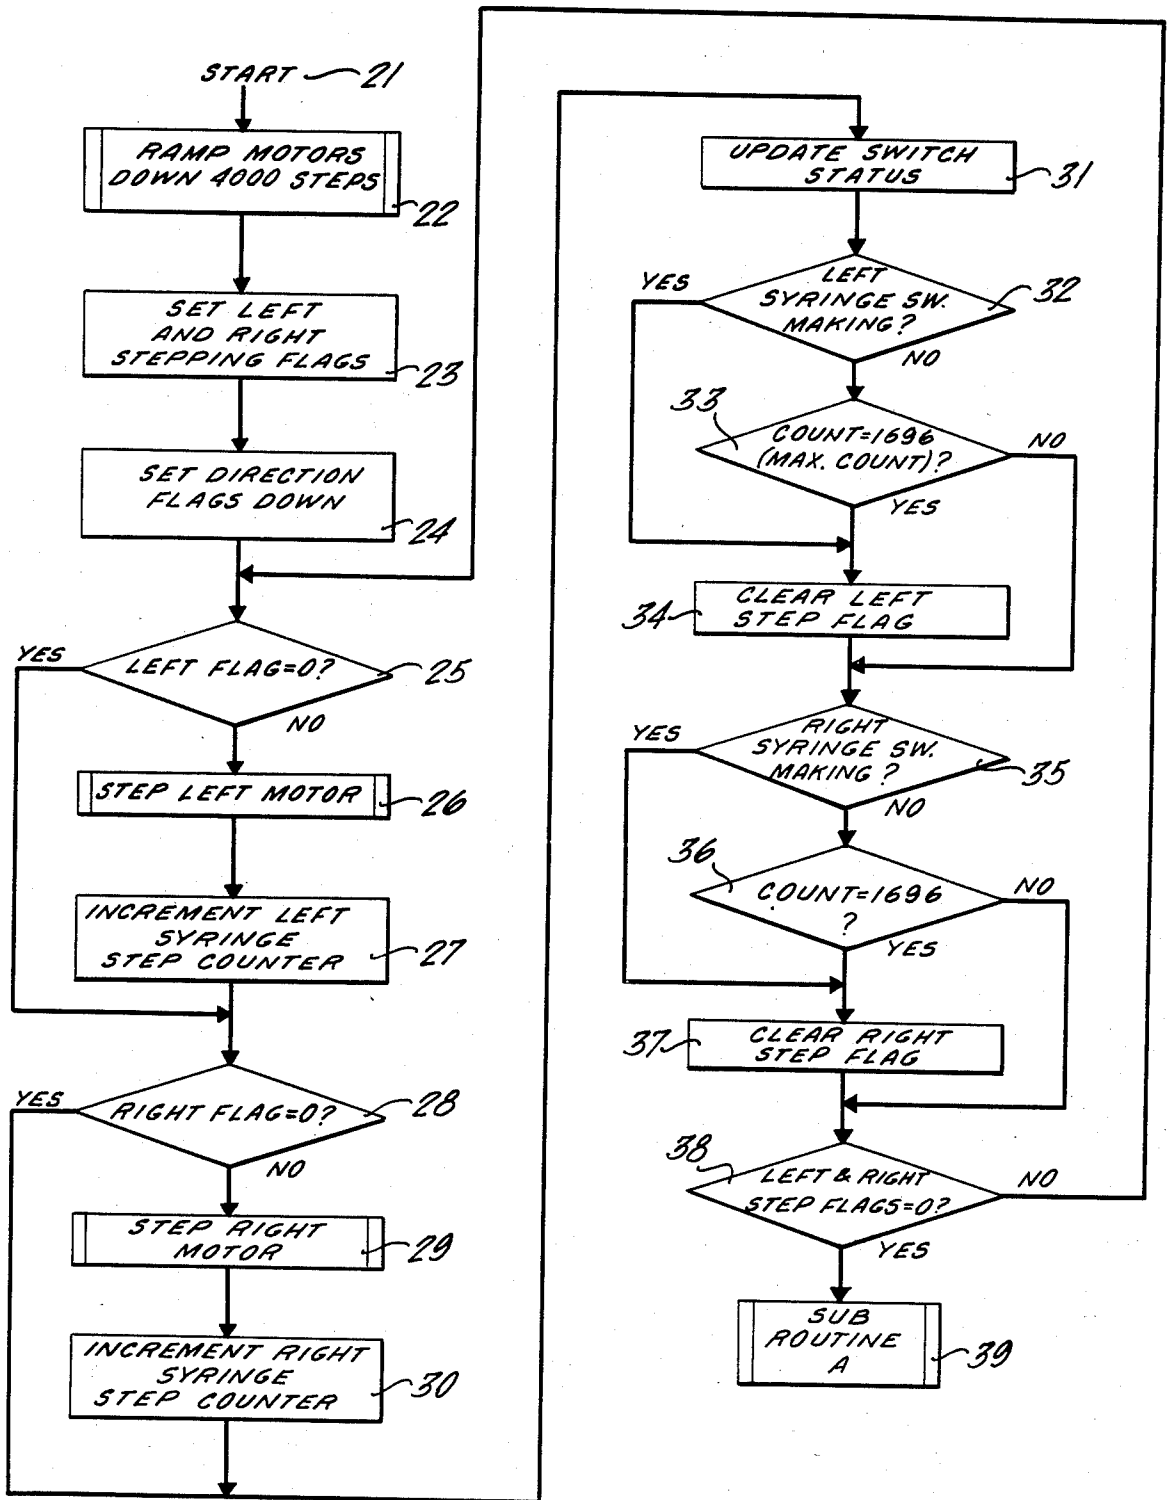 START 21
RAMP MOTORS
DOWN 4000 STEPS
22
SET LEFT
AND RIGHT
STEPPING FLAGS
23
SET DIRECTION
FLAGS DOWN
24
YES
LEFT FLAG=0?
25
NO
STEP LEFT MOTOR
26
INCREMENT LEFT
SYRINGE
STEP COUNTER
27
YES
RIGHT FLAG=0?
28
NO
STEP RIGHT
MOTOR
29
INCREMENT RIGHT
SYRINGE
STEP COUNTER
30
UPDATE SWITCH
STATUS
31
YES
LEFT
SYRINGE SW.
MAKING?
32
NO
33
COUNT=1696
(MAX. COUNT)?
NO
YES
CLEAR LEFT
STEP FLAG
34
YES
RIGHT
SYRINGE SW.
MAKING?
35
NO
36
COUNT=1696
?
NO
YES
37
CLEAR RIGHT
STEP FLAG
38
LEFT & RIGHT
STEP FLAGS=0?
NO
YES
SUB
ROUTINE
A
39